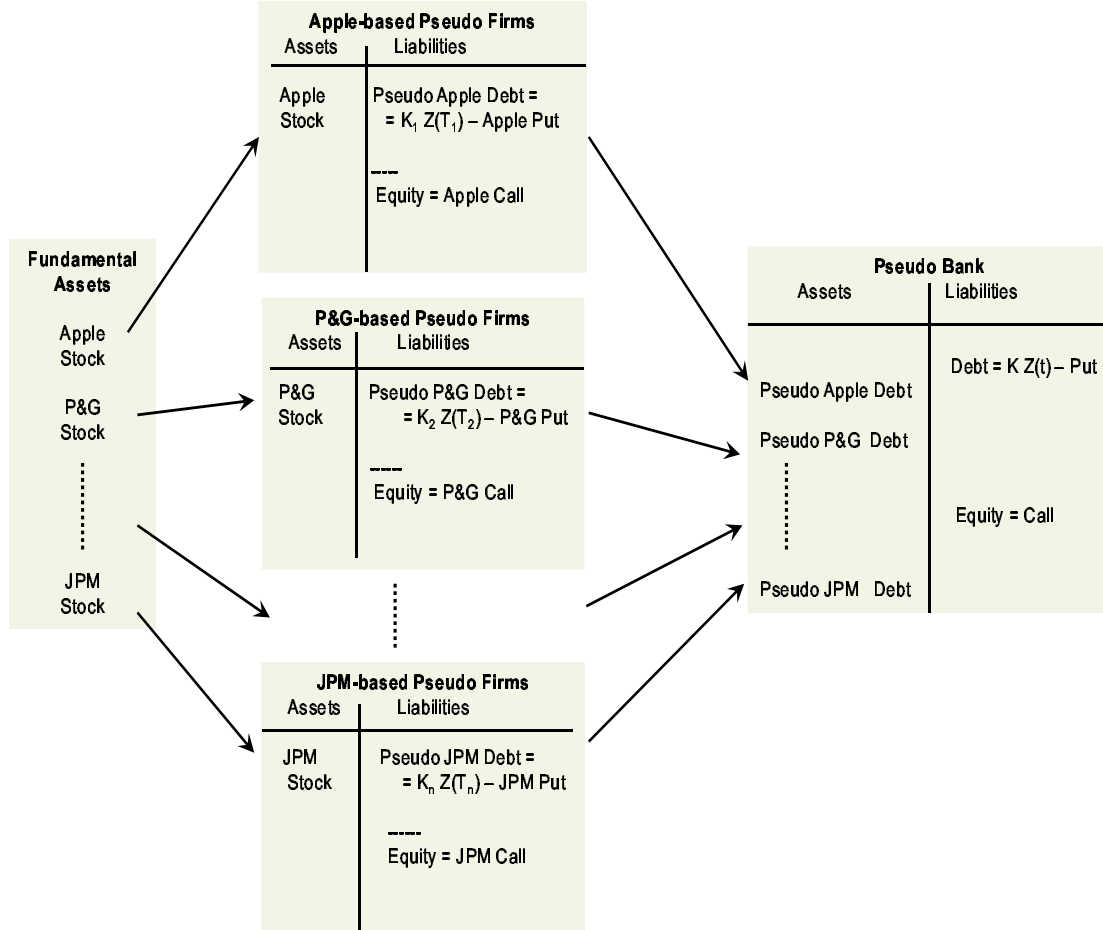 Fundamental
Assets
Apple
Stock
P&G
Stock
JPM
Stock
Apple-based Pseudo Firms
Assets Liabilities
Apple
Stock
Pseudo Apple Debt =
= K₁ Z(T₁) – Apple Put
-----
Equity = Apple Call
P&G-based Pseudo Firms
Assets Liabilities
P&G
Stock
Pseudo P&G Debt =
= K₂ Z(T₂) – P&G Put
------
Equity = P&G Call
JPM-based Pseudo Firms
Assets Liabilities
JPM
Stock
Pseudo JPM Debt =
= Kₙ Z(Tₙ) – JPM Put
------
Equity = JPM Call
Pseudo Bank
Assets Liabilities
Pseudo Apple Debt
Pseudo P&G Debt
Pseudo JPM Debt
Debt = K Z(t) – Put
Equity = Call